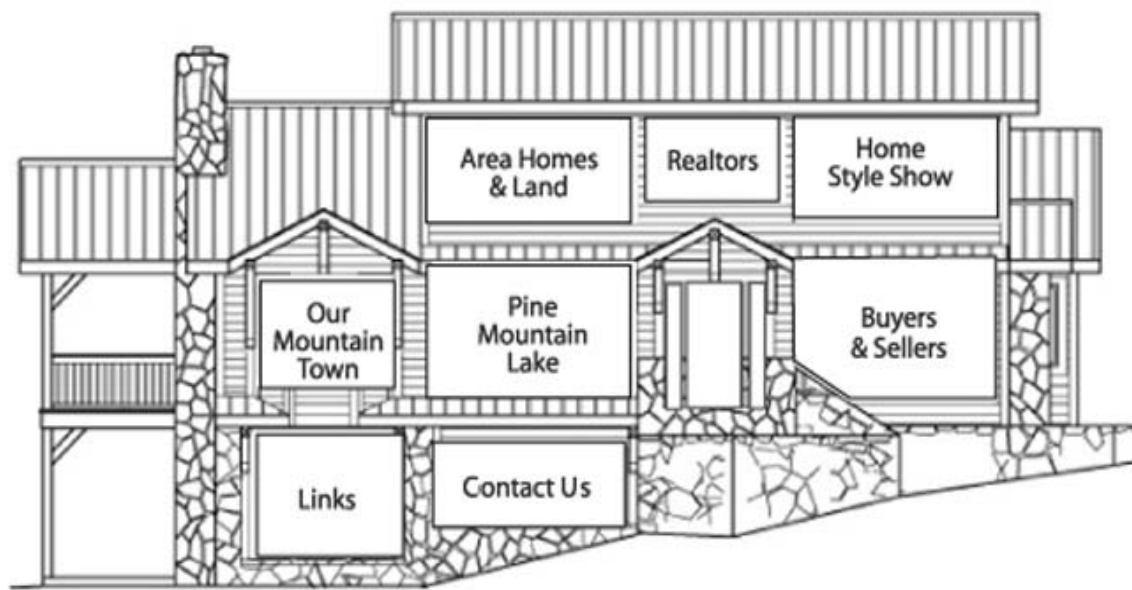 Area Homes
& Land
Realtors
Home
Style Show
Our
Mountain
Town
Pine
Mountain
Lake
Buyers
& Sellers
Links
Contact Us